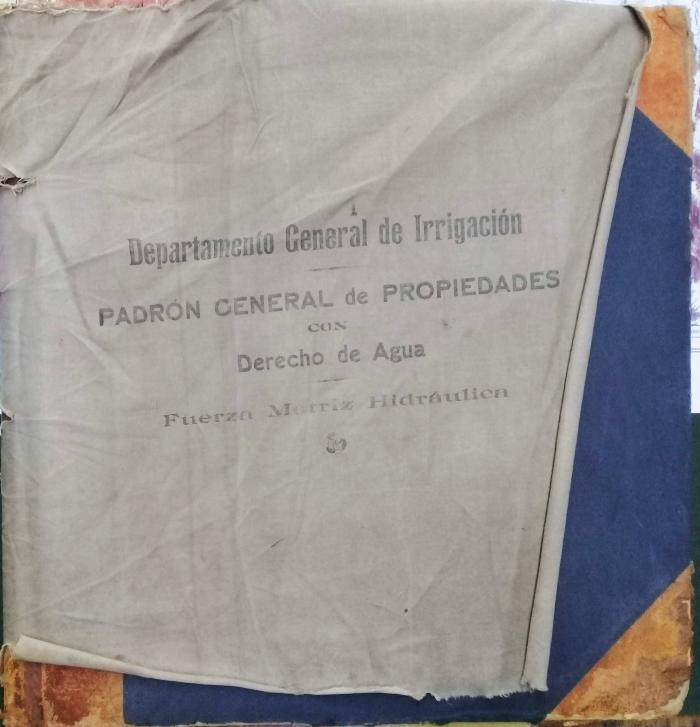 Departamento General de Irrigación
PADRÓN GENERAL de PROPIEDADES
CON
Derecho de Agua
Fuerza Motriz Hidráulica